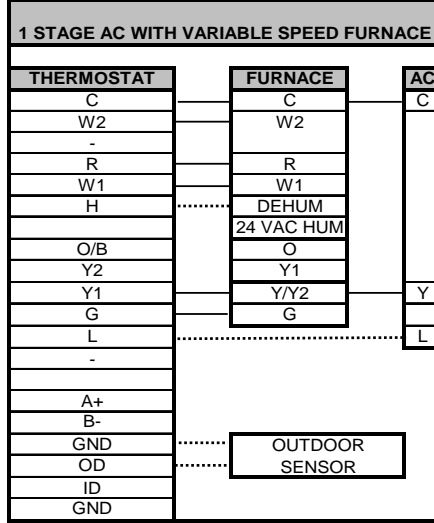 1 STAGE AC WITH VARIABLE SPEED FURNACE
THERMOSTAT FURNACE AC
C C C
W2 W2
-
R R
W1 W1
H DEHUM
24 VAC HUM
O/B O
Y2 Y1
Y1 Y/Y2 Y
G G
L L
-
A+
B-
GND OUTDOOR
OD SENSOR
ID
GND